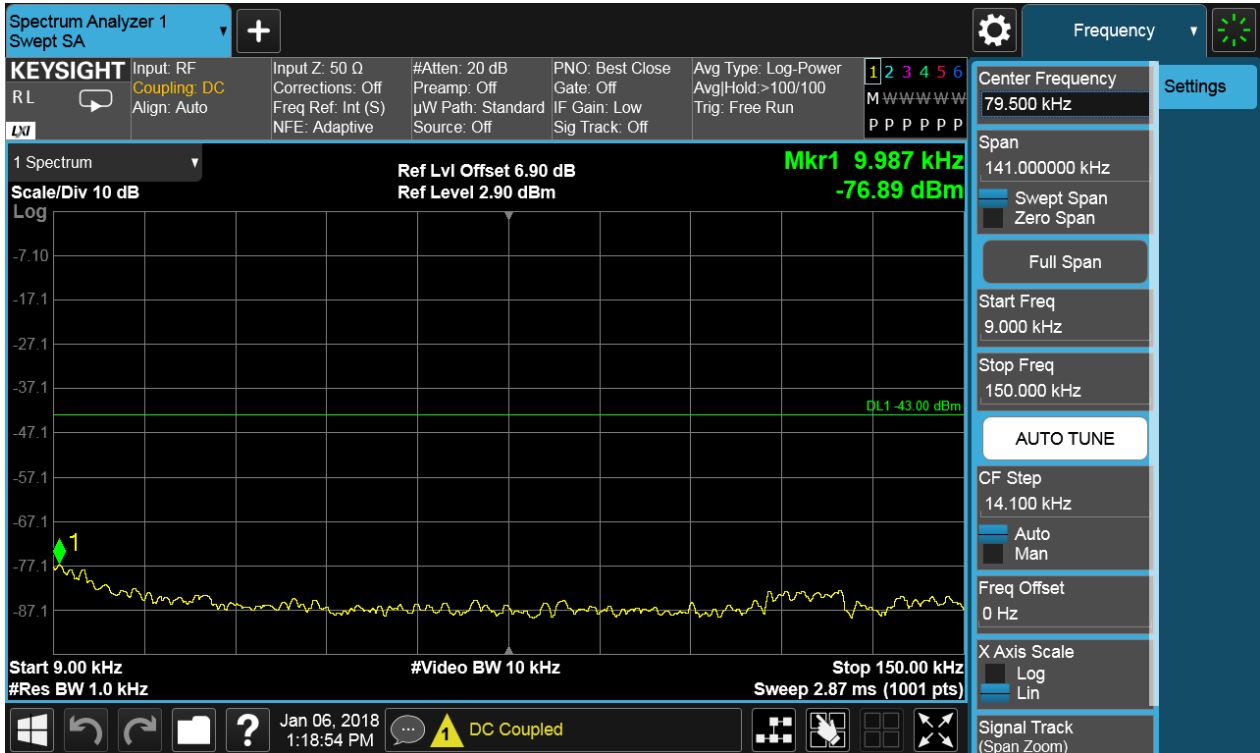 Spectrum Analyzer 1
Swept SA
Frequency
KEYSIGHT
RL
LXI
Input: RF
Coupling: DC
Align: Auto
Input Z: 50 Ω
Corrections: Off
Freq Ref: Int (S)
NFE: Adaptive
#Atten: 20 dB
Preamp: Off
µW Path: Standard
Source: Off
PNO: Best Close
Gate: Off
IF Gain: Low
Sig Track: Off
Avg Type: Log-Power
Avg|Hold:>100/100
Trig: Free Run
1 2 3 4 5 6
M W W W W W
P P P P P P
1 Spectrum
Scale/Div 10 dB
Log
Ref Lvl Offset 6.90 dB
Ref Level 2.90 dBm
Mkr1 9.987 kHz
-76.89 dBm
-7.10
-17.1
-27.1
-37.1
-47.1
-57.1
-67.1
-77.1
-87.1
DL1 -43.00 dBm
1
Start 9.00 kHz
#Res BW 1.0 kHz
#Video BW 10 kHz
Stop 150.00 kHz
Sweep 2.87 ms (1001 pts)
Center Frequency
79.500 kHz
Span
141.000000 kHz
Swept Span
Zero Span
Full Span
Start Freq
9.000 kHz
Stop Freq
150.000 kHz
AUTO TUNE
CF Step
14.100 kHz
Auto
Man
Freq Offset
0 Hz
X Axis Scale
Log
Lin
Signal Track
(Span Zoom)
Settings
?
Jan 06, 2018
1:18:54 PM
1
DC Coupled